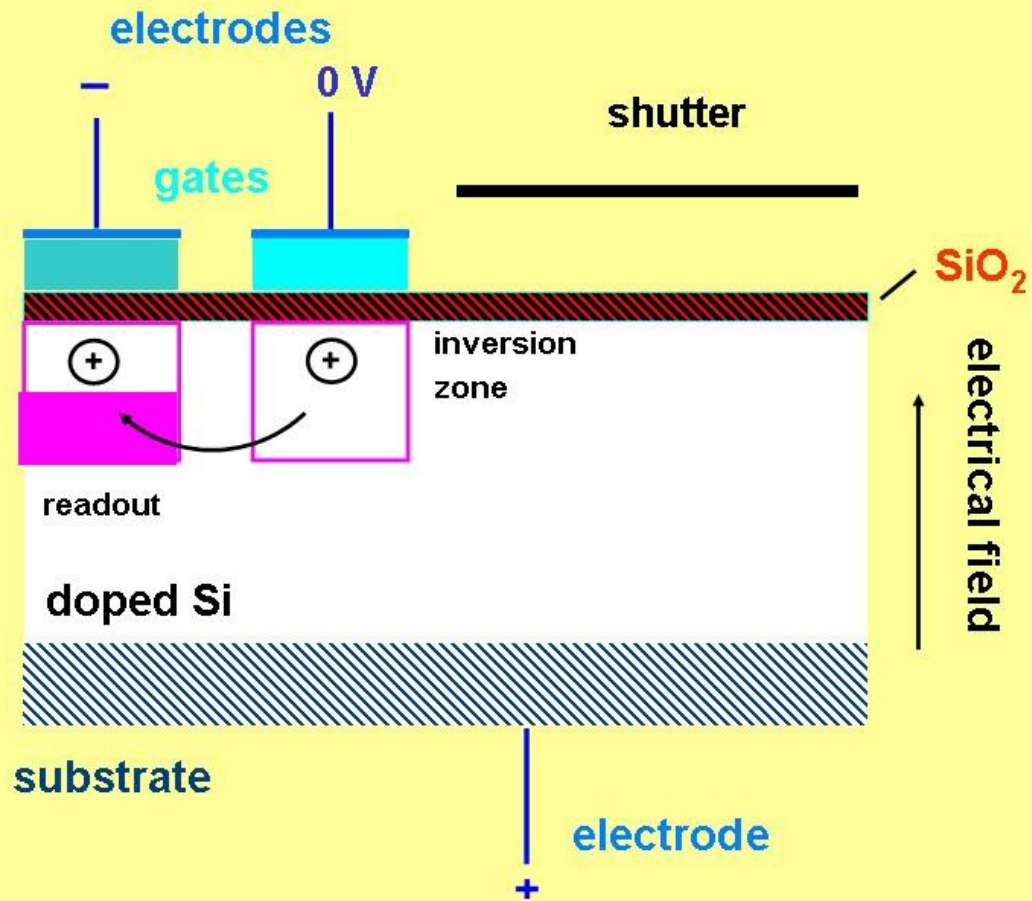 electrodes
– 0 V
shutter
gates
SiO₂
+ +
inversion
zone
electrical field
readout
doped Si
substrate
electrode
+